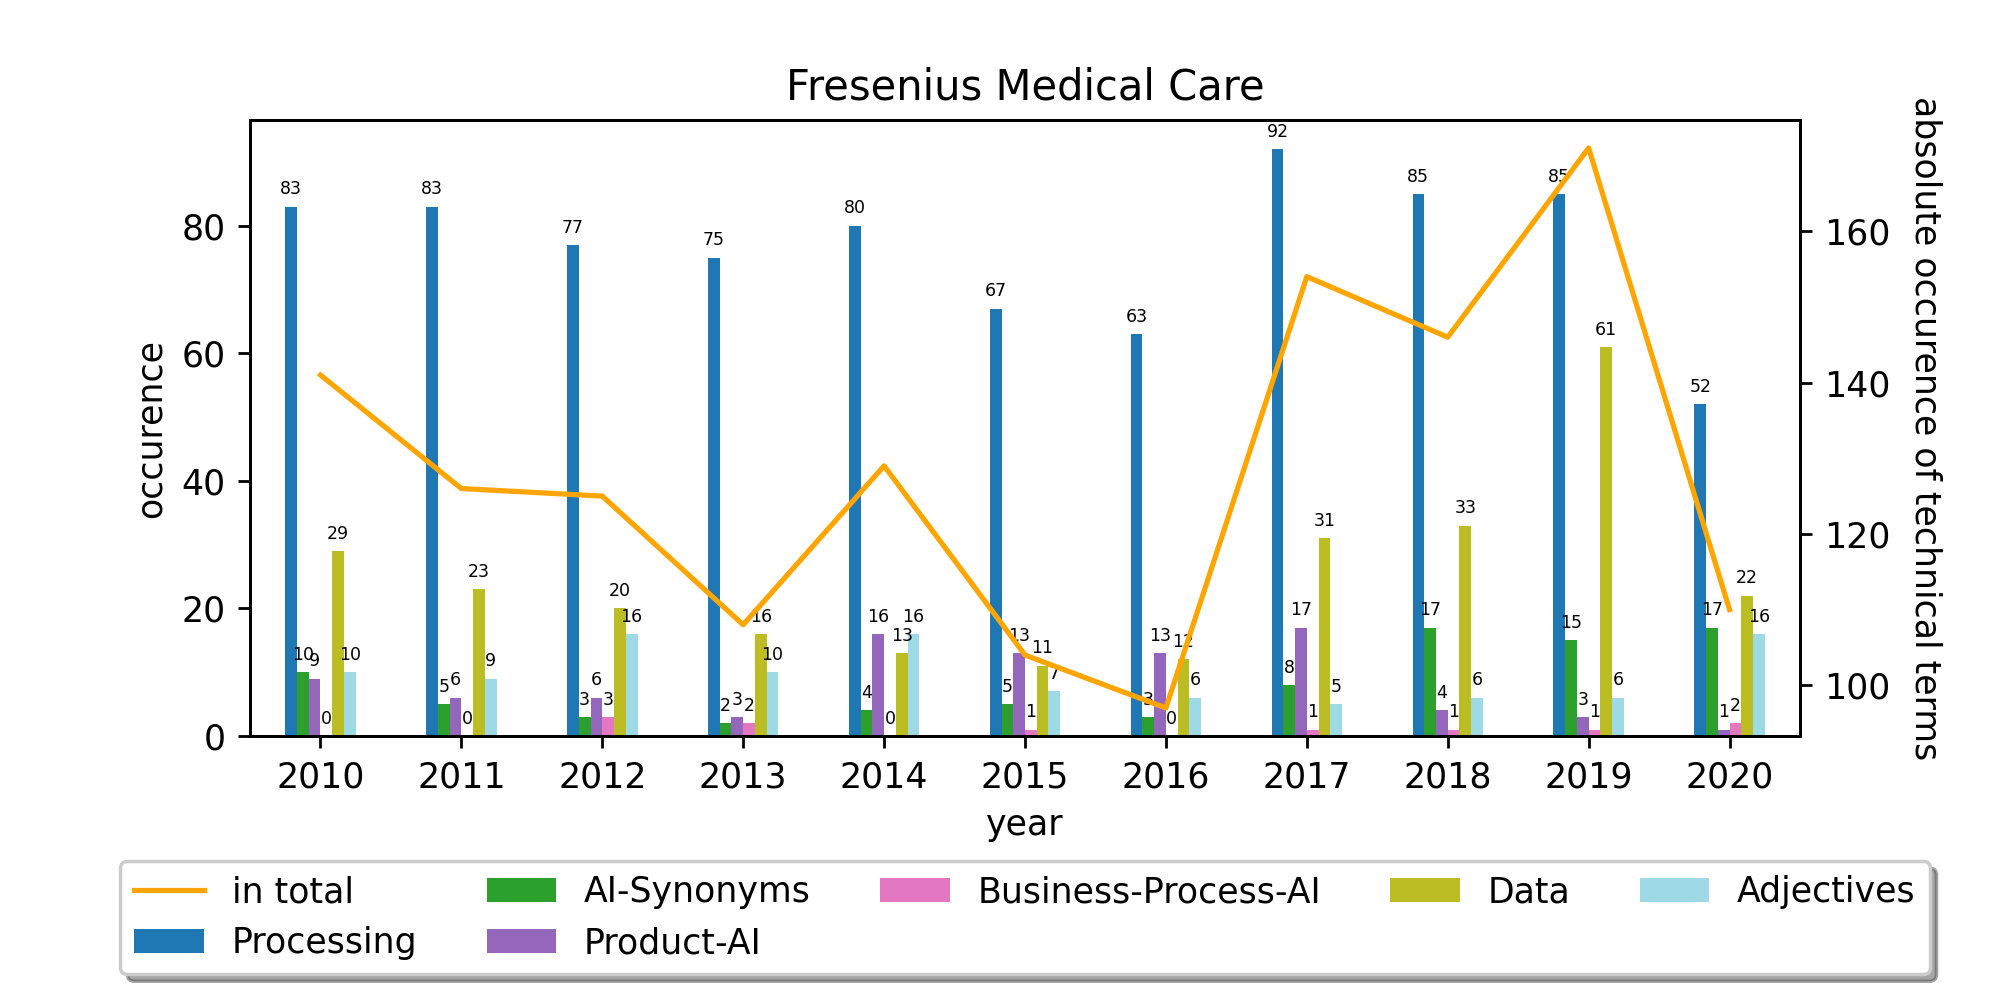 Fresenius Medical Care
occurence
80
60
40
20
0
83 10 9 0 29 10
83 5 6 0 23 9
77 3 6 3 20 16
75 2 3 2 16 10
80 4 16 0 13 16
67 5 13 1 11 7
63 3 13 0 12 6
92 8 17 1 31 5
85 17 4 1 33 6
85 15 3 1 61 6
52 17 1 2 22 16
160
140
120
100
absolute occurence of technical terms
2010 2011 2012 2013 2014 2015 2016 2017 2018 2019 2020
year
in total AI-Synonyms Business-Process-AI Data Adjectives
Processing Product-AI